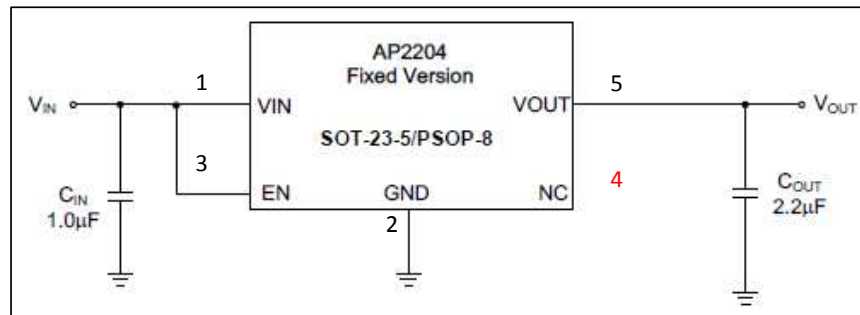 AP2204
Fixed Version
1
5
VIN
VIN
VOUT
VOUT
SOT-23-5/PSOP-8
3
4
EN
GND
NC
CIN
1.0μF
2
COUT
2.2μF